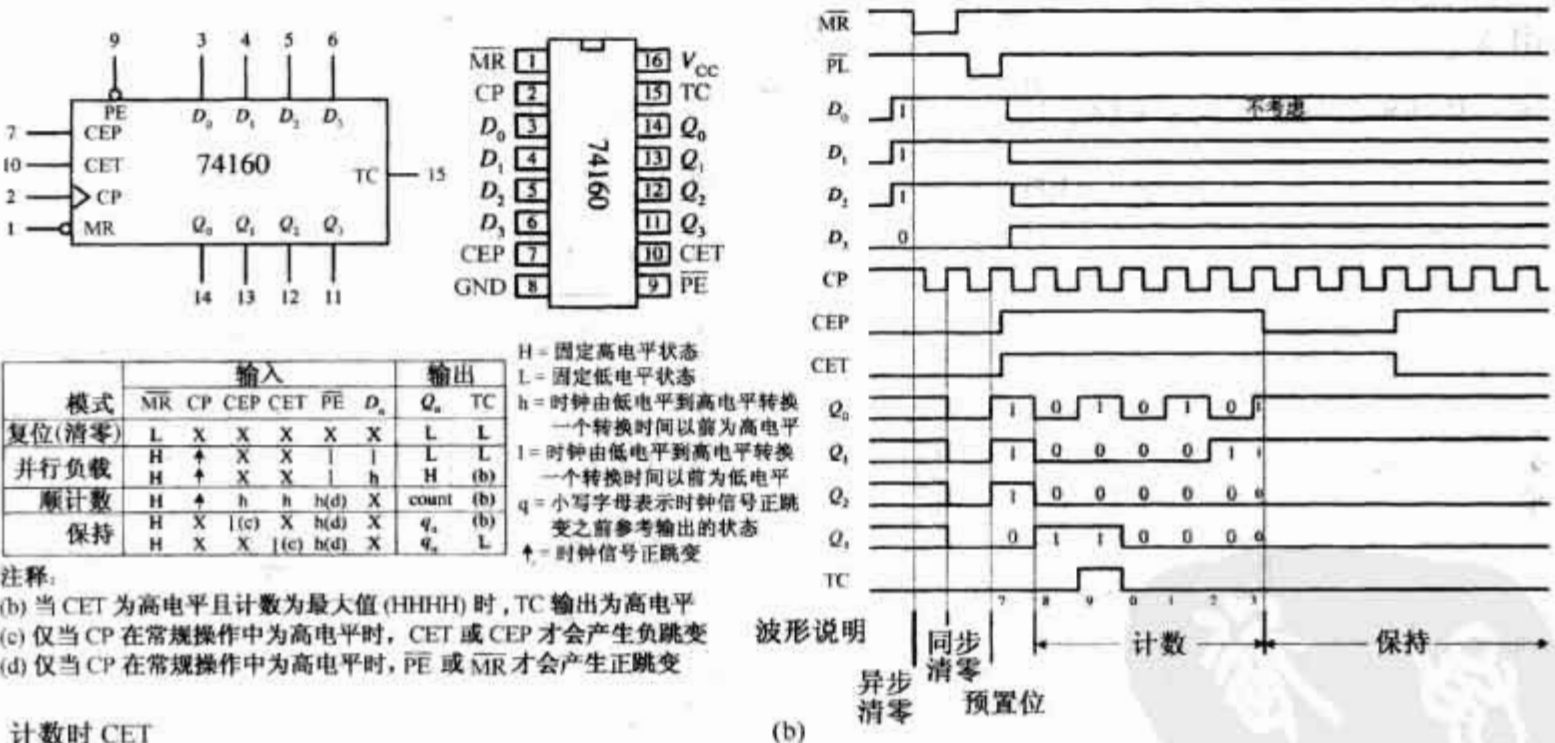 9 3 4 5 6
PE D₀ D₁ D₂ D₃
7 CEP
10 CET 74160 TC 15
2 CP
1 MR Q₀ Q₁ Q₂ Q₃
14 13 12 11
M̅R̅ 1 16 V_CC
CP 2 15 TC
D₀ 3 14 Q₀
D₁ 4 13 Q₁
D₂ 5 12 Q₂
D₃ 6 11 Q₃
CEP 7 10 CET
GND 8 9 P̅E̅
74160
模式 输入 输出
M̅R̅ CP CEP CET P̅E̅ Dₙ Qₙ TC
复位(清零) L X X X X X L L
并行负载 H ↑ X X l l L L
H ↑ X X l h H (b)
顺计数 H ↑ h h h(d) X count (b)
保持 H X l(c) X h(d) X qₙ (b)
H X X l(c) h(d) X qₙ L
H = 固定高电平状态
L = 固定低电平状态
h = 时钟由低电平到高电平转换
一个转换时间以前为高电平
l = 时钟由低电平到高电平转换
一个转换时间以前为低电平
q = 小写字母表示时钟信号正跳
变之前参考输出的状态
↑ = 时钟信号正跳变
注释:
(b) 当 CET 为高电平且计数为最大值 (HHHH) 时，TC 输出为高电平
(c) 仅当 CP 在常规操作中为高电平时，CET 或 CEP 才会产生负跳变
(d) 仅当 CP 在常规操作中为高电平时，P̅E̅ 或 M̅R̅ 才会产生正跳变
计数时 CET
M̅R̅
P̅L̅
D₀ 1 不考虑
D₁ 1
D₂ 1
D₃ 0
CP
CEP
CET
Q₀ 1 0 1 0 1 0 1
Q₁ 1 0 0 0 0 1 1
Q₂ 1 0 0 0 0 0 0
Q₃ 0 1 1 0 0 0 0
TC
7 8 9 0 1 2 3
波形说明
异步
清零
同步
清零
预置位
计数
保持
(b)